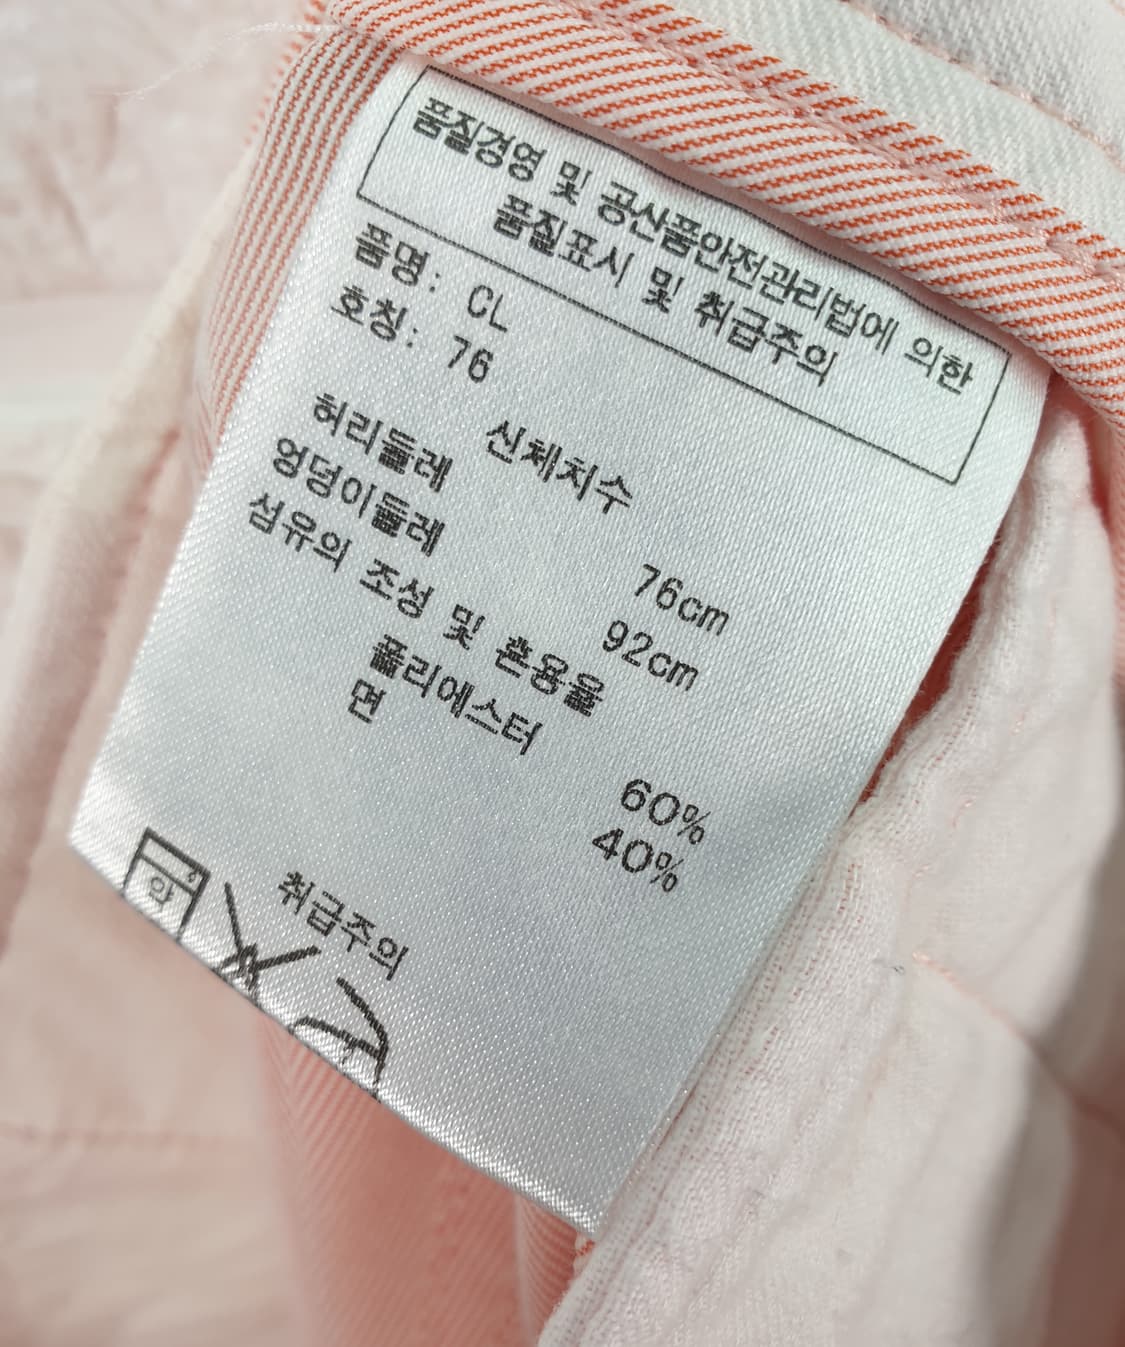 품질경영 및 공산품안전관리법에 의한
품질표시 및 취급주의
품명: CL
호칭: 76
신체치수
허리둘레 76cm
엉덩이둘레 92cm
섬유의 조성 및 혼용율
폴리에스터 60%
면 40%
취급주의
약